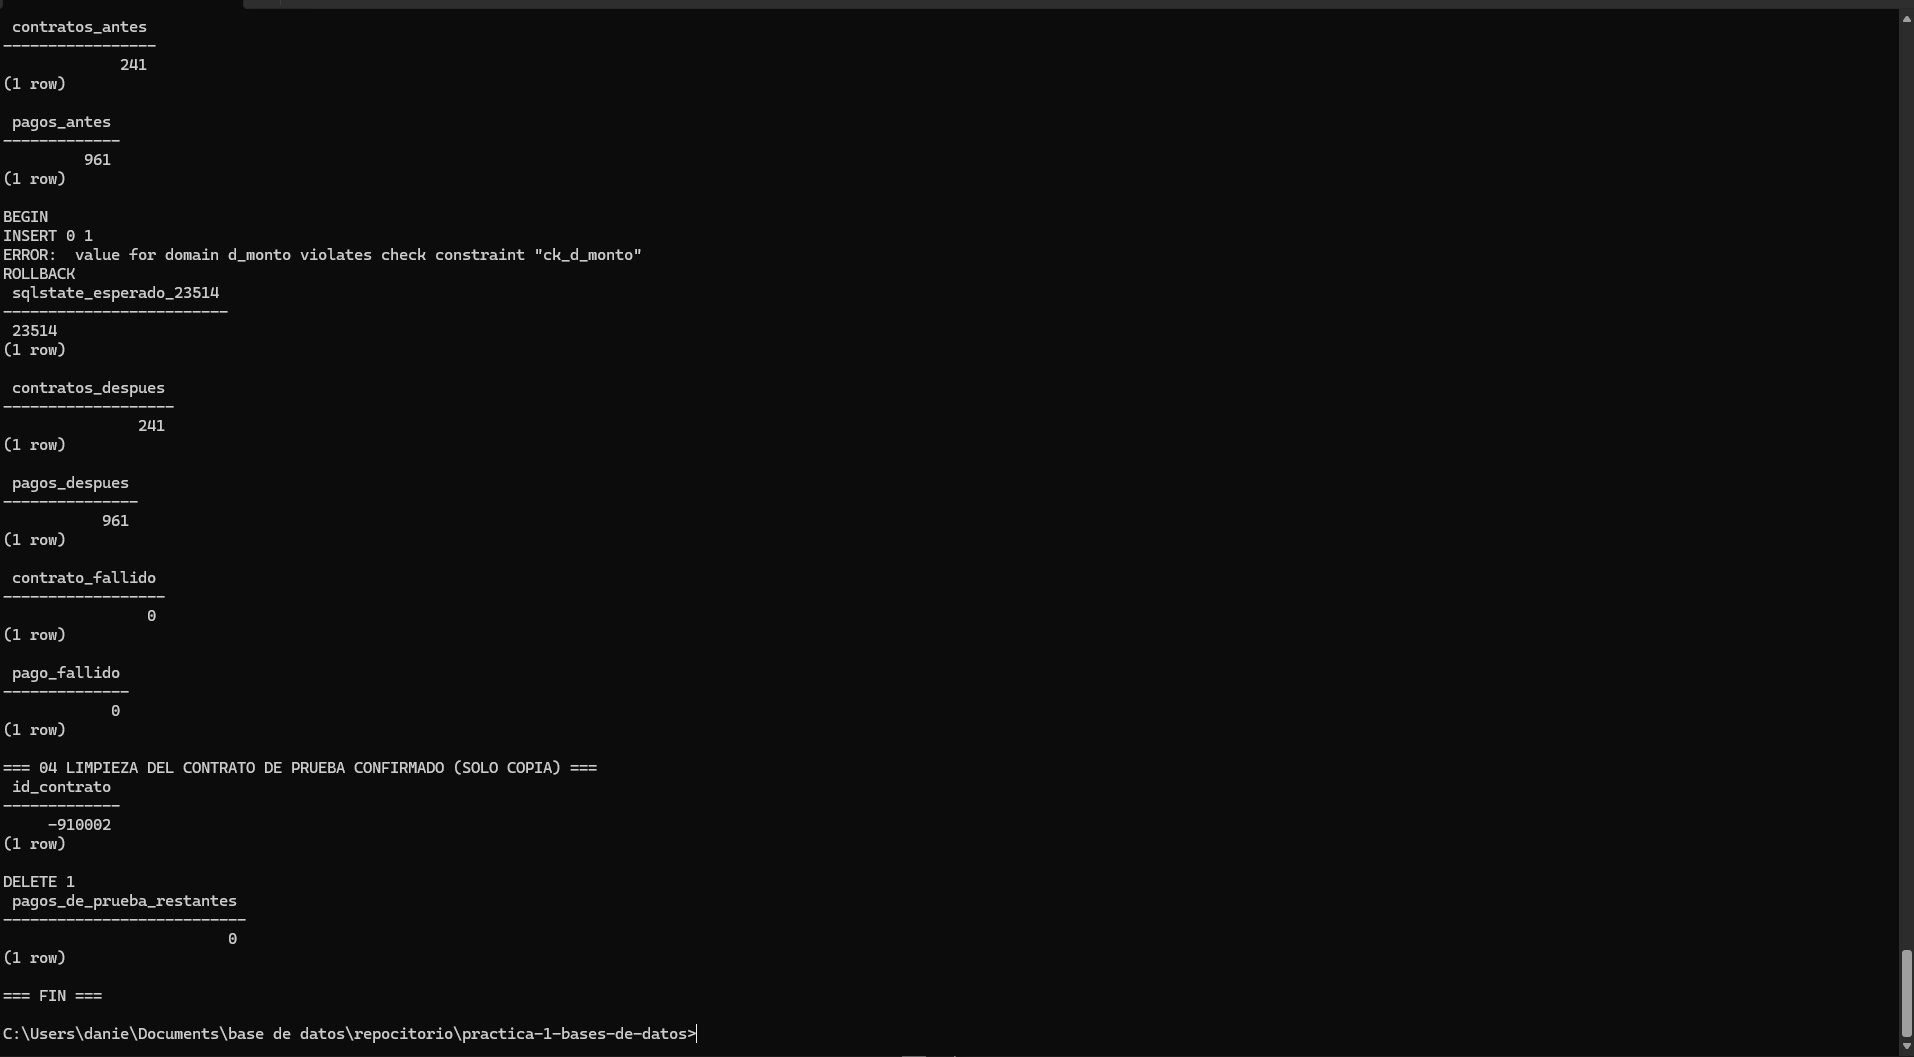 contratos_antes
-----------------
241
(1 row)
pagos_antes
-------------
961
(1 row)
BEGIN
INSERT 0 1
ERROR:  value for domain d_monto violates check constraint "ck_d_monto"
ROLLBACK
sqlstate_esperado_23514
-------------------------
23514
(1 row)
contratos_despues
-------------------
241
(1 row)
pagos_despues
---------------
961
(1 row)
contrato_fallido
------------------
0
(1 row)
pago_fallido
--------------
0
(1 row)
=== 04 LIMPIEZA DEL CONTRATO DE PRUEBA CONFIRMADO (SOLO COPIA) ===
id_contrato
-------------
-910002
(1 row)
DELETE 1
pagos_de_prueba_restantes
---------------------------
0
(1 row)
=== FIN ===
C:\Users\danie\Documents\base de datos\repocitorio\practica-1-bases-de-datos>